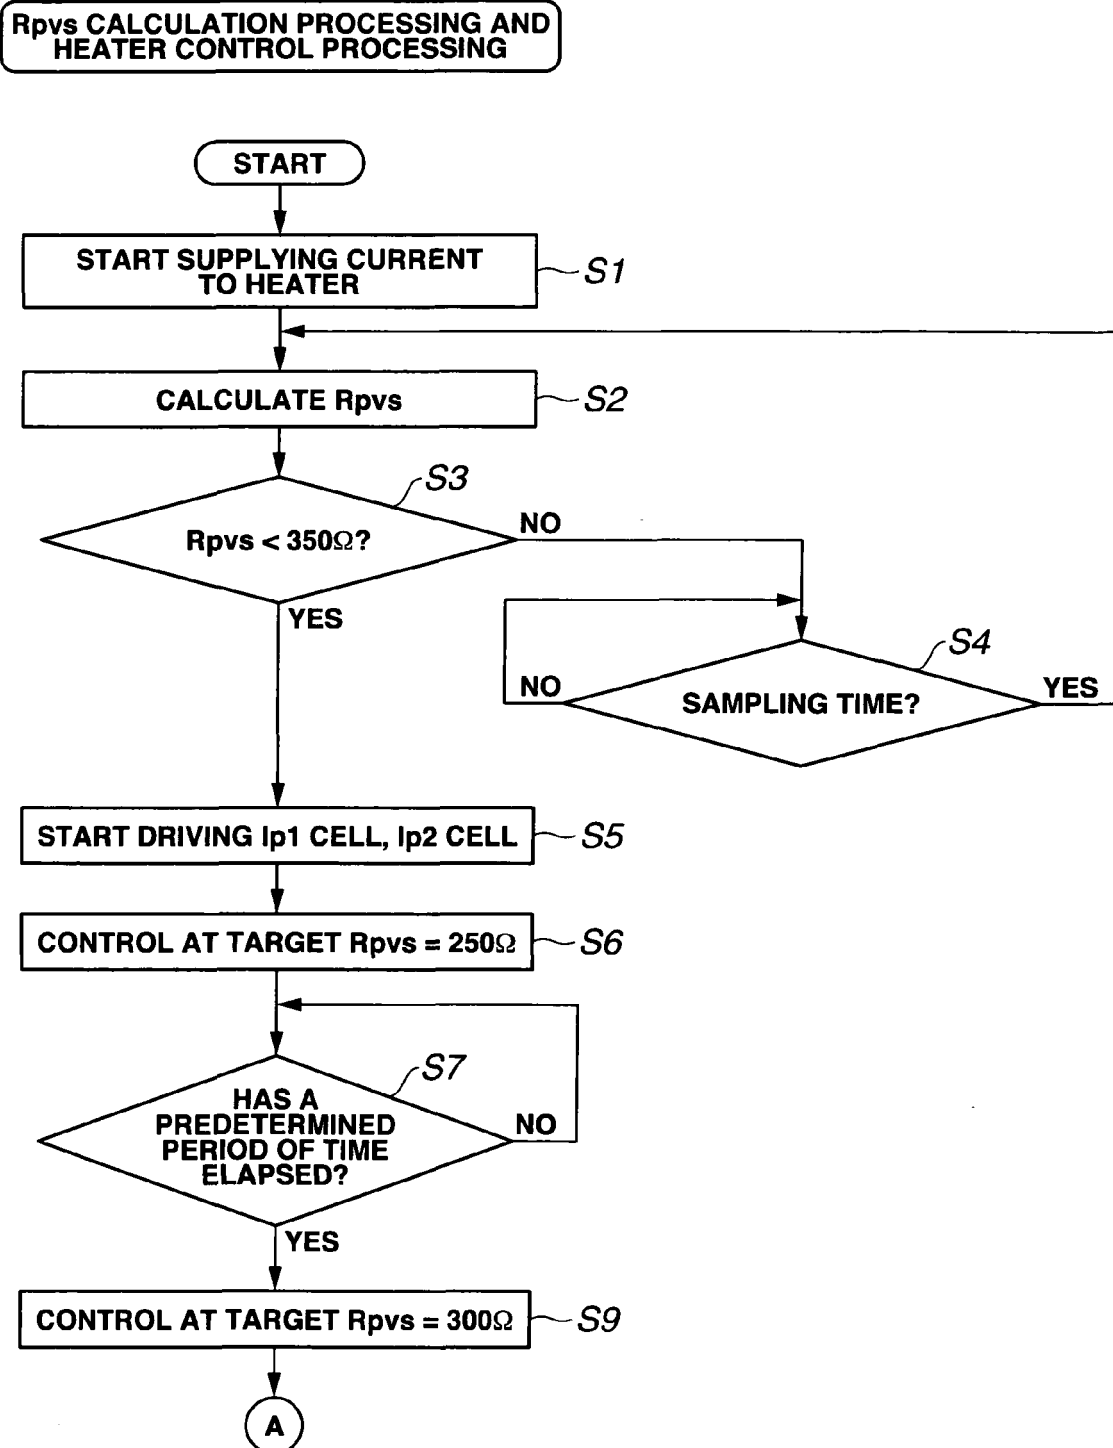 Rpvs CALCULATION PROCESSING AND
HEATER CONTROL PROCESSING
START
START SUPPLYING CURRENT
TO HEATER
S1
CALCULATE Rpvs
S2
S3
Rpvs < 350Ω?
NO
YES
S4
NO
SAMPLING TIME?
YES
START DRIVING Ip1 CELL, Ip2 CELL
S5
CONTROL AT TARGET Rpvs = 250Ω
S6
S7
HAS A
PREDETERMINED
PERIOD OF TIME
ELAPSED?
NO
YES
CONTROL AT TARGET Rpvs = 300Ω
S9
A